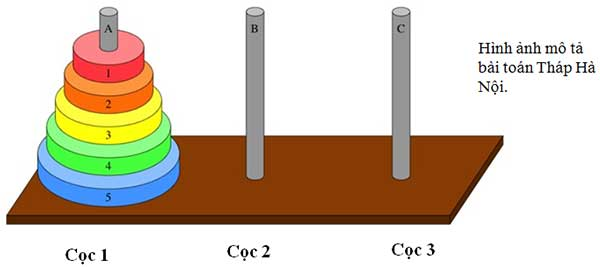 A
B
C
1
2
3
4
5
Hình ảnh mô tả
bài toán Tháp Hà
Nội.
Cọc 1
Cọc 2
Cọc 3